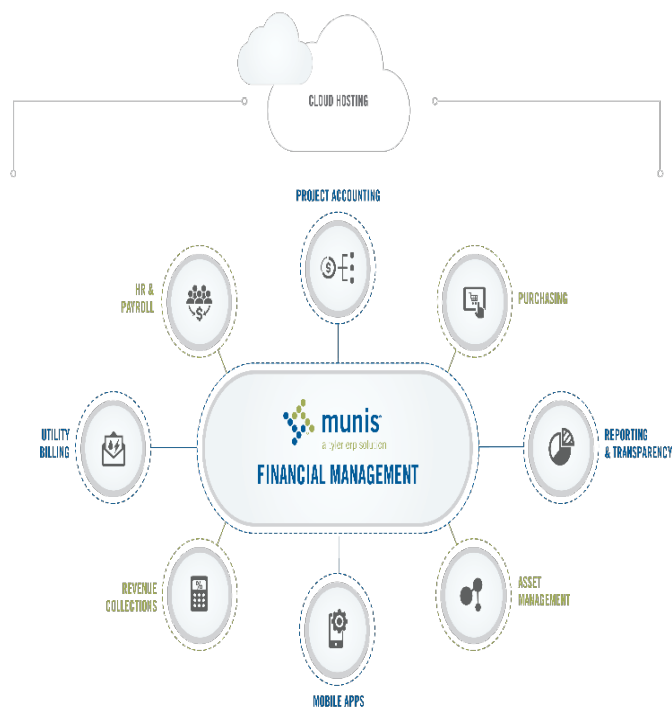 CLOUD HOSTING
PROJECT ACCOUNTING
HR &
PAYROLL
PURCHASING
munis™
a tyler erp solution
FINANCIAL MANAGEMENT
UTILITY
BILLING
REPORTING
& TRANSPARENCY
REVENUE
COLLECTIONS
ASSET
MANAGEMENT
MOBILE APPS